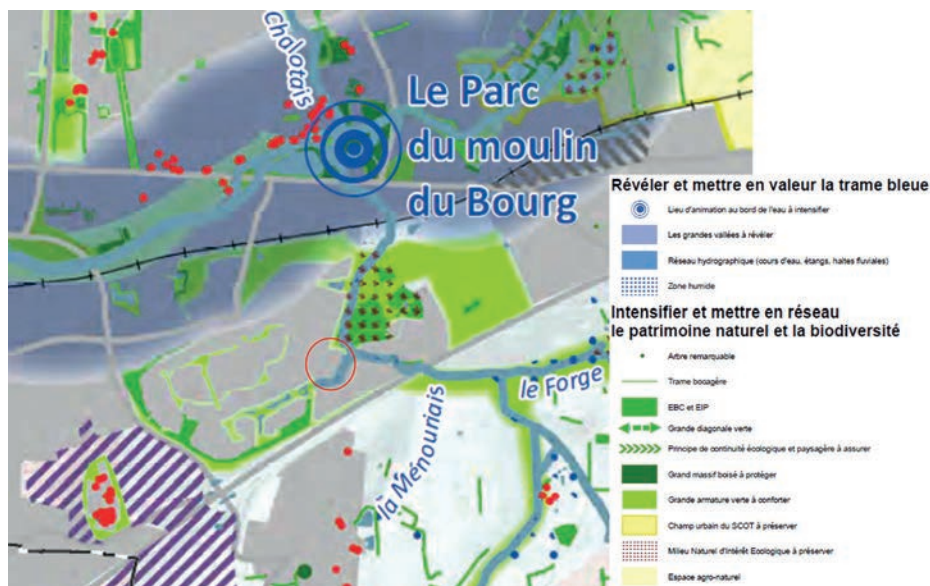 Chalotais
Le Parc
du moulin
du Bourg
le Forge
la Ménouriais
Révéler et mettre en valeur la trame bleue
Lieu d'animation au bord de l'eau à intensifier
Les grandes vallées à révéler
Réseau hydrographique (cours d'eau, étangs, haltes fluviales)
Zone humide
Intensifier et mettre en réseau
le patrimoine naturel et la biodiversité
Arbre remarquable
Trame bocagère
EBC et EIP
Grande diagonale verte
Principe de continuité écologique et paysagère à assurer
Grand massif boisé à protéger
Grande armature verte à conforter
Champ urbain du SCOT à préserver
Milieu Naturel d'Intérêt Ecologique à préserver
Espace agro-naturel